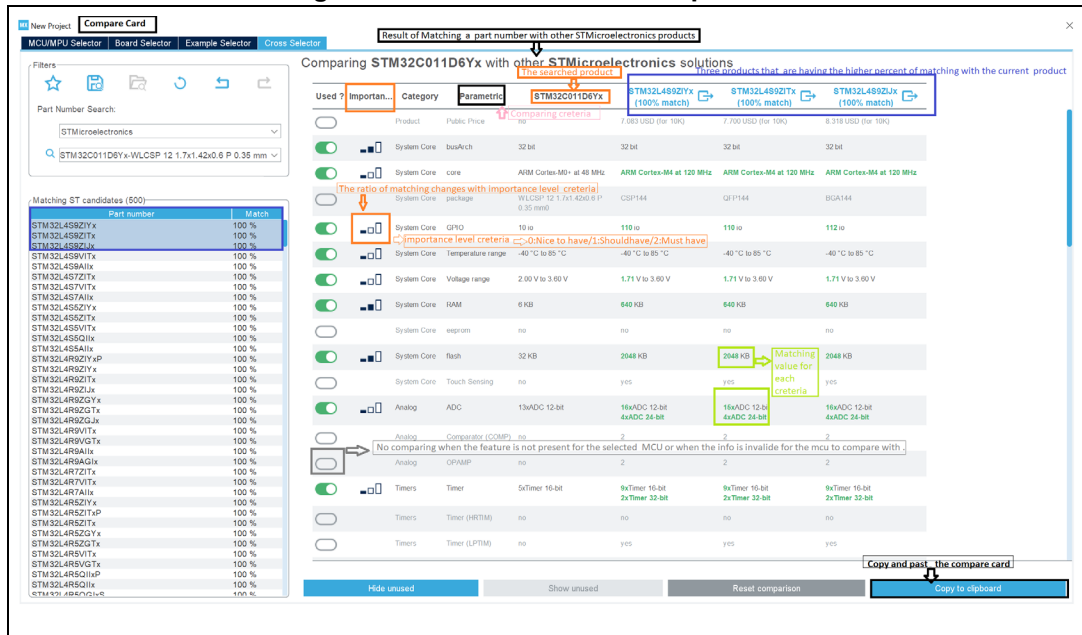 MX New Project Compare Card
MCU/MPU Selector Board Selector Example Selector Cross Selector
Result of Matching a part number with other STMicroelectronics products
Filters
Part Number Search:
STMicroelectronics
STM32C011D6Yx-WLCSP 12 1.7x1.42x0.6 P 0.35 mm
Matching ST candidates (500)
Part number Match
STM32L4S9ZIYx 100 %
STM32L4S9ZITx 100 %
STM32L4S9ZIJx 100 %
STM32L4S9VITx 100 %
STM32L4S9AIIx 100 %
STM32L4S7ZITx 100 %
STM32L4S7VITx 100 %
STM32L4S7AIIx 100 %
STM32L4S5ZIYx 100 %
STM32L4S5ZITx 100 %
STM32L4S5VITx 100 %
STM32L4S5QIIx 100 %
STM32L4S5AIIx 100 %
STM32L4R9ZIYxP 100 %
STM32L4R9ZIYx 100 %
STM32L4R9ZITx 100 %
STM32L4R9ZIJx 100 %
STM32L4R9ZGYx 100 %
STM32L4R9ZGTx 100 %
STM32L4R9ZGJx 100 %
STM32L4R9VITx 100 %
STM32L4R9VGTx 100 %
STM32L4R9AIIx 100 %
STM32L4R9AGIx 100 %
STM32L4R7ZITx 100 %
STM32L4R7VITx 100 %
STM32L4R7AIIx 100 %
STM32L4R5ZIYx 100 %
STM32L4R5ZITxP 100 %
STM32L4R5ZITx 100 %
STM32L4R5ZGYx 100 %
STM32L4R5ZGTx 100 %
STM32L4R5VITx 100 %
STM32L4R5VGTx 100 %
STM32L4R5QIIxP 100 %
STM32L4R5QIIx 100 %
STM32L4R5QGIxS 100 %
Comparing STM32C011D6Yx with other STMicroelectronics solutions
The searched product
Three products that are having the higher percent of matching with the current product
Used ? Importan... Category Parametric STM32C011D6Yx STM32L4S9ZIYx STM32L4S9ZITx STM32L4S9ZIJx
(100% match) (100% match) (100% match)
Comparing creteria
Product Public Price no 7.083 USD (for 10K) 7.700 USD (for 10K) 8.318 USD (for 10K)
System Core busArch 32 bit 32 bit 32 bit 32 bit
System Core core ARM Cortex-M0+ at 48 MHz ARM Cortex-M4 at 120 MHz ARM Cortex-M4 at 120 MHz ARM Cortex-M4 at 120 MHz
The ratio of matching changes with importance level creteria
System Core package WLCSP 12 1.7x1.42x0.6 P CSP144 QFP144 BGA144
0.35 mm0
System Core GPIO 10 io 110 io 110 io 112 io
importance level creteria 0:Nice to have/1:Shouldhave/2:Must have
System Core Temperature range -40 °C to 85 °C -40 °C to 85 °C -40 °C to 85 °C -40 °C to 85 °C
System Core Voltage range 2.00 V to 3.60 V 1.71 V to 3.60 V 1.71 V to 3.60 V 1.71 V to 3.60 V
System Core RAM 6 KB 640 KB 640 KB 640 KB
System Core eeprom no no no no
System Core flash 32 KB 2048 KB 2048 KB 2048 KB
Matching
value for
each
creteria
System Core Touch Sensing no yes yes yes
Analog ADC 13xADC 12-bit 16xADC 12-bit 16xADC 12-bi 16xADC 12-bit
4xADC 24-bit 4xADC 24-bit 4xADC 24-bit
Analog Comparator (COMP) no 2 2 2
No comparing when the feature is not present for the selected MCU or when the info is invalide for the mcu to compare with .
Analog OPAMP no 2 2 2
Timers Timer 5xTimer 16-bit 9xTimer 16-bit 9xTimer 16-bit 9xTimer 16-bit
2xTimer 32-bit 2xTimer 32-bit 2xTimer 32-bit
Timers Timer (HRTIM) no no no no
Timers Timer (LPTIM) no yes yes yes
Copy and past the compare card
Hide unused Show unused Reset comparison Copy to clipboard